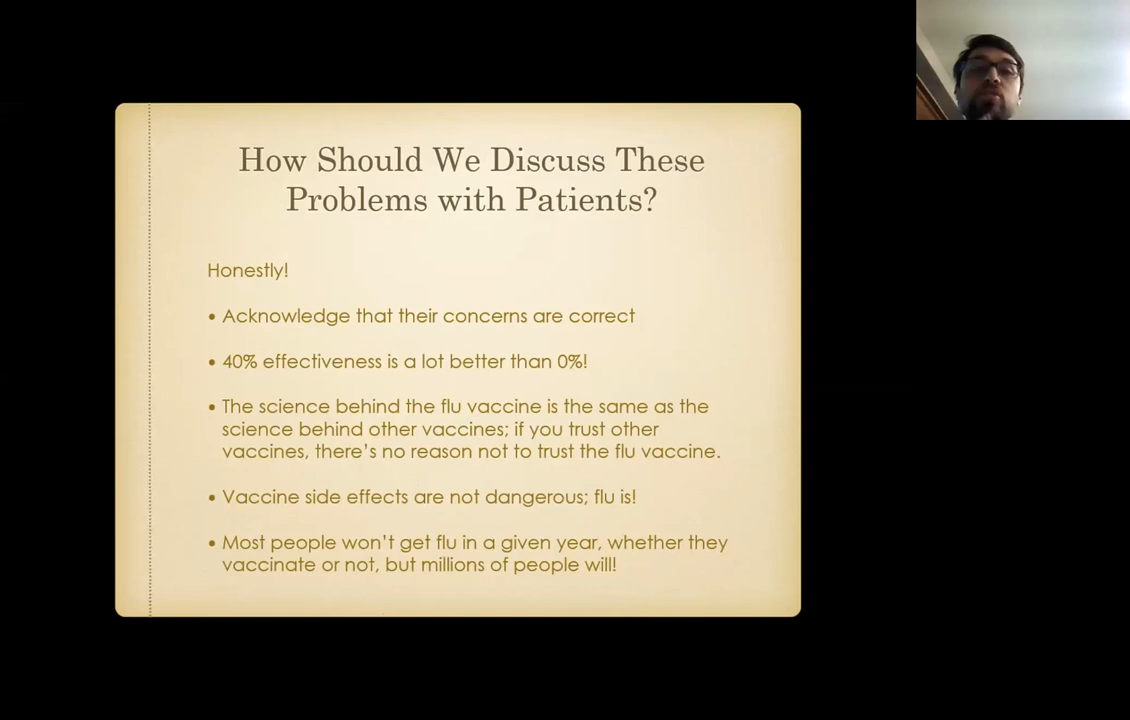 How Should We Discuss These
Problems with Patients?
Honestly!
• Acknowledge that their concerns are correct
• 40% effectiveness is a lot better than 0%!
• The science behind the flu vaccine is the same as the
science behind other vaccines; if you trust other
vaccines, there’s no reason not to trust the flu vaccine.
• Vaccine side effects are not dangerous; flu is!
• Most people won’t get flu in a given year, whether they
vaccinate or not, but millions of people will!